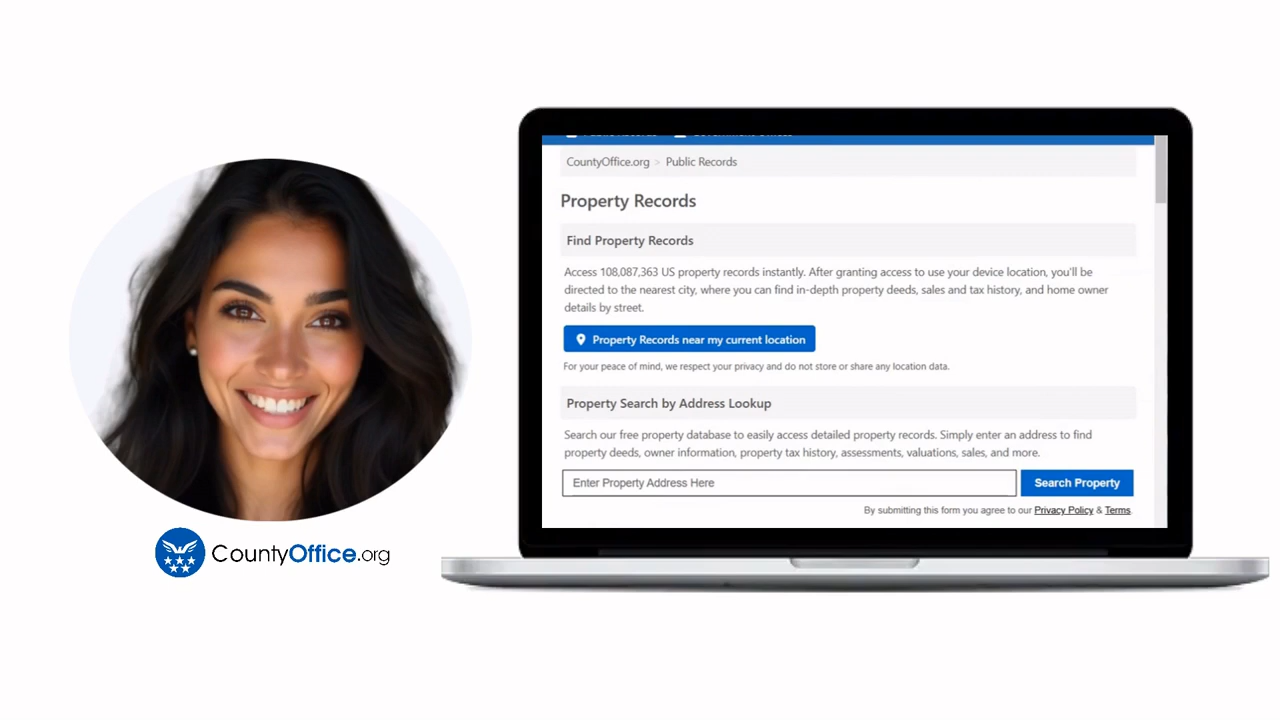 CountyOffice.org > Public Records
Property Records
Find Property Records
Access 108,087,363 US property records instantly. After granting access to use your device location, you'll be
directed to the nearest city, where you can find in-depth property deeds, sales and tax history, and home owner
details by street.
Property Records near my current location
For your peace of mind, we respect your privacy and do not store or share any location data.
Property Search by Address Lookup
Search our free property database to easily access detailed property records. Simply enter an address to find
property deeds, owner information, property tax history, assessments, valuations, sales, and more.
Enter Property Address Here
Search Property
By submitting this form you agree to our Privacy Policy & Terms.
CountyOffice.org